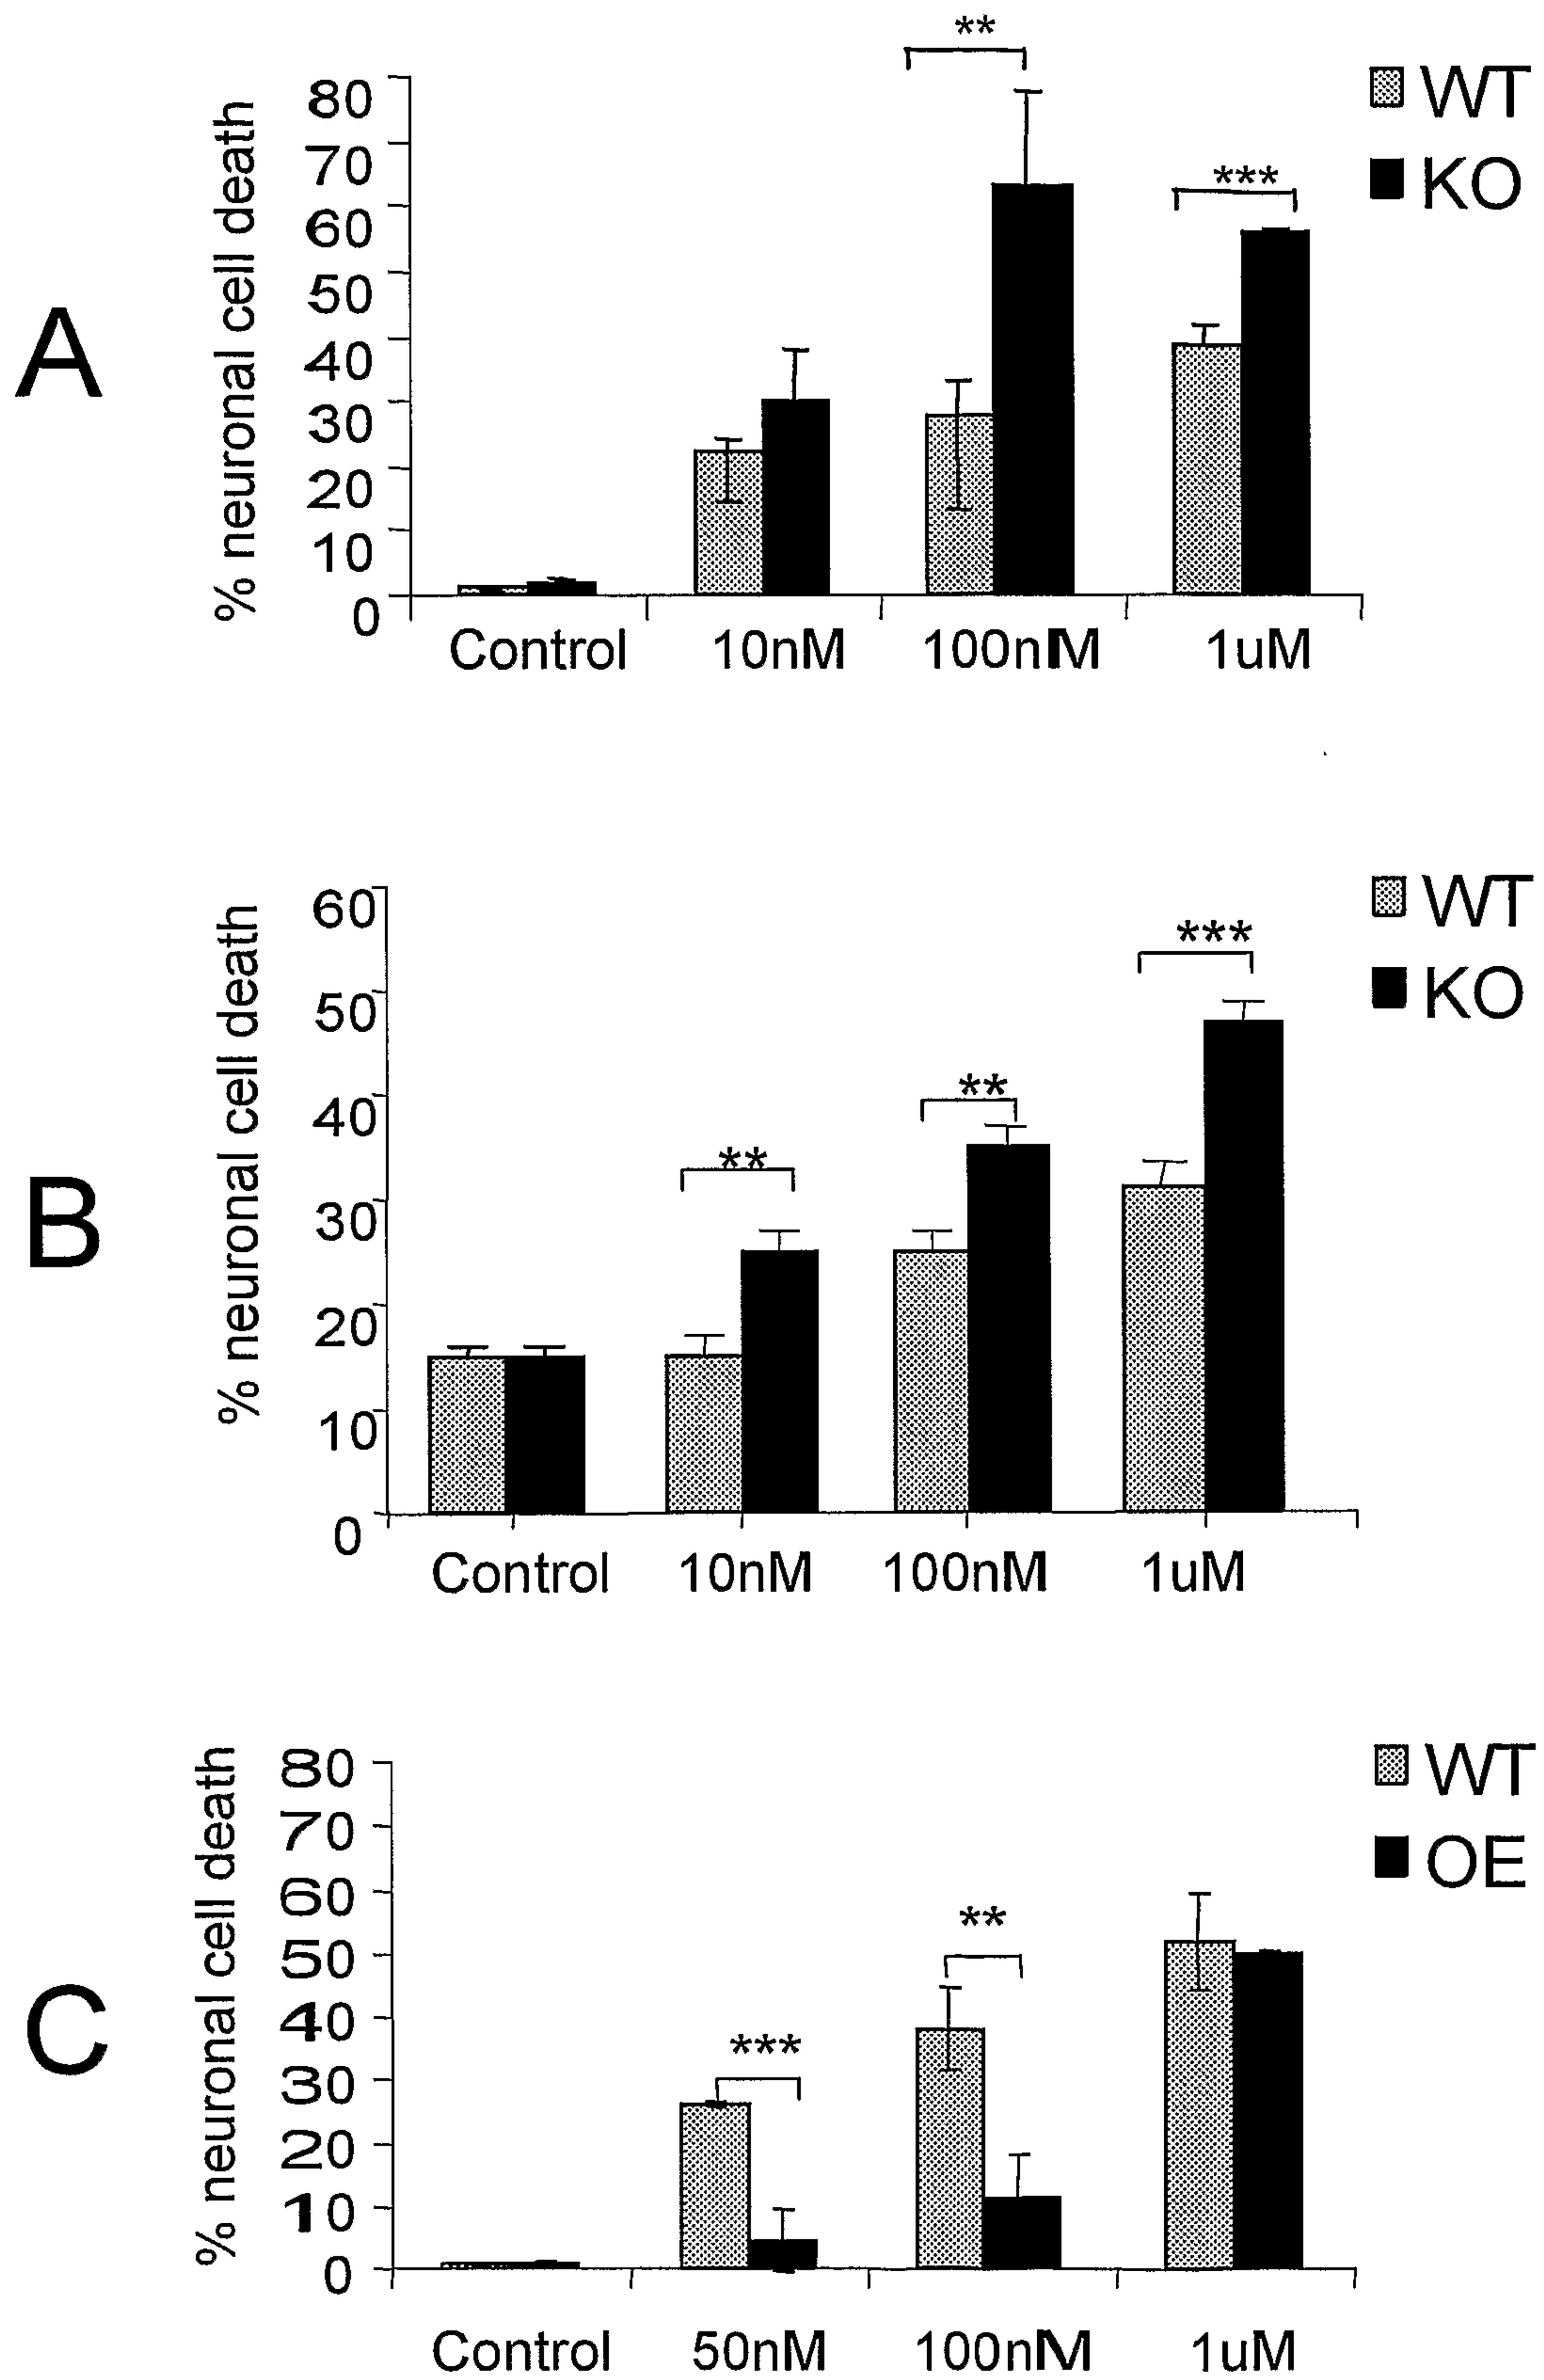 A
% neuronal cell death
80
70
60
50
40
30
20
10
0
**
***
WT
KO
Control 10nM 100nM 1uM
B
% neuronal cell death
60
50
40
30
20
10
0
**
**
***
WT
KO
Control 10nM 100nM 1uM
C
% neuronal cell death
80
70
60
50
40
30
20
10
0
***
**
WT
OE
Control 50nM 100nM 1uM